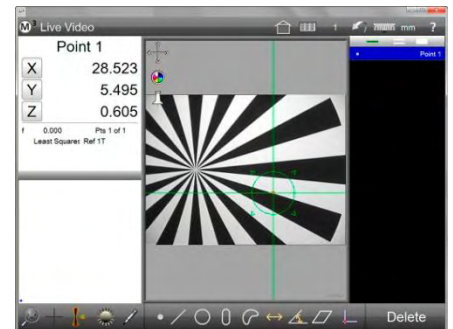 M3 Live Video
1
mm
?
Point 1
X 28.523
Y 5.495
Z 0.605
f 0.000 Pts 1 of 1
Least Squares Ref 1T
Point 1
Delete